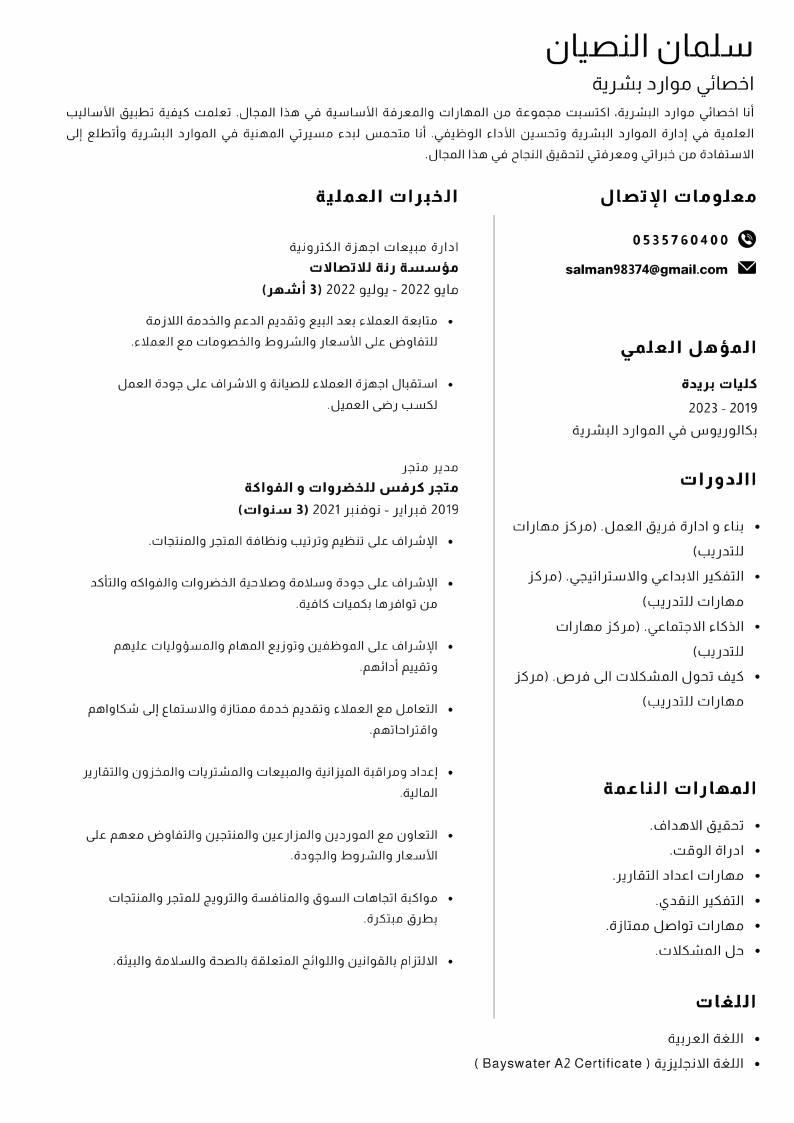 سلمان النصيان
اخصائي موارد بشرية
أنا اخصائي موارد البشرية، اكتسبت مجموعة من المهارات والمعرفة الأساسية في هذا المجال. تعلمت كيفية تطبيق الأساليب
العلمية في إدارة الموارد البشرية وتحسين الأداء الوظيفي. أنا متحمس لبدء مسيرتي المهنية في الموارد البشرية وأتطلع إلى
الاستفادة من خبراتي ومعرفتي لتحقيق النجاح في هذا المجال.
معلومات الإتصال
0535760400
salman98374@gmail.com
المؤهل العلمي
كليات بريدة
2019 - 2023
بكالوريوس في الموارد البشرية
االدورات
• بناء و ادارة فريق العمل. (مركز مهارات
للتدريب)
• التفكير الابداعي والاستراتيجي. (مركز
مهارات للتدريب)
• الذكاء الاجتماعي. (مركز مهارات
للتدريب)
• كيف تحول المشكلات الى فرص. (مركز
مهارات للتدريب)
المهارات الناعمة
• تحقيق الاهداف.
• ادراة الوقت.
• مهارات اعداد التقارير.
• التفكير النقدي.
• مهارات تواصل ممتازة.
• حل المشكلات.
اللغات
• اللغة العربية
• اللغة الانجليزية ( Bayswater A2 Certificate )
الخبرات العملية
ادارة مبيعات اجهزة الكترونية
مؤسسة رنة للاتصالات
مايو 2022 - يوليو 2022 (3 أشهر)
• متابعة العملاء بعد البيع وتقديم الدعم والخدمة اللازمة
للتفاوض على الأسعار والشروط والخصومات مع العملاء.
• استقبال اجهزة العملاء للصيانة و الاشراف على جودة العمل
لكسب رضى العميل.
مدير متجر
متجر كرفس للخضروات و الفواكة
2019 فبراير - نوفنبر 2021 (3 سنوات)
• الإشراف على تنظيم وترتيب ونظافة المتجر والمنتجات.
• الإشراف على جودة وسلامة وصلاحية الخضروات والفواكه والتأكد
من توافرها بكميات كافية.
• الإشراف على الموظفين وتوزيع المهام والمسؤوليات عليهم
وتقييم أدائهم.
• التعامل مع العملاء وتقديم خدمة ممتازة والاستماع إلى شكاواهم
واقتراحاتهم.
• إعداد ومراقبة الميزانية والمبيعات والمشتريات والمخزون والتقارير
المالية.
• التعاون مع الموردين والمزارعين والمنتجين والتفاوض معهم على
الأسعار والشروط والجودة.
• مواكبة اتجاهات السوق والمنافسة والترويج للمتجر والمنتجات
بطرق مبتكرة.
• الالتزام بالقوانين واللوائح المتعلقة بالصحة والسلامة والبيئة.